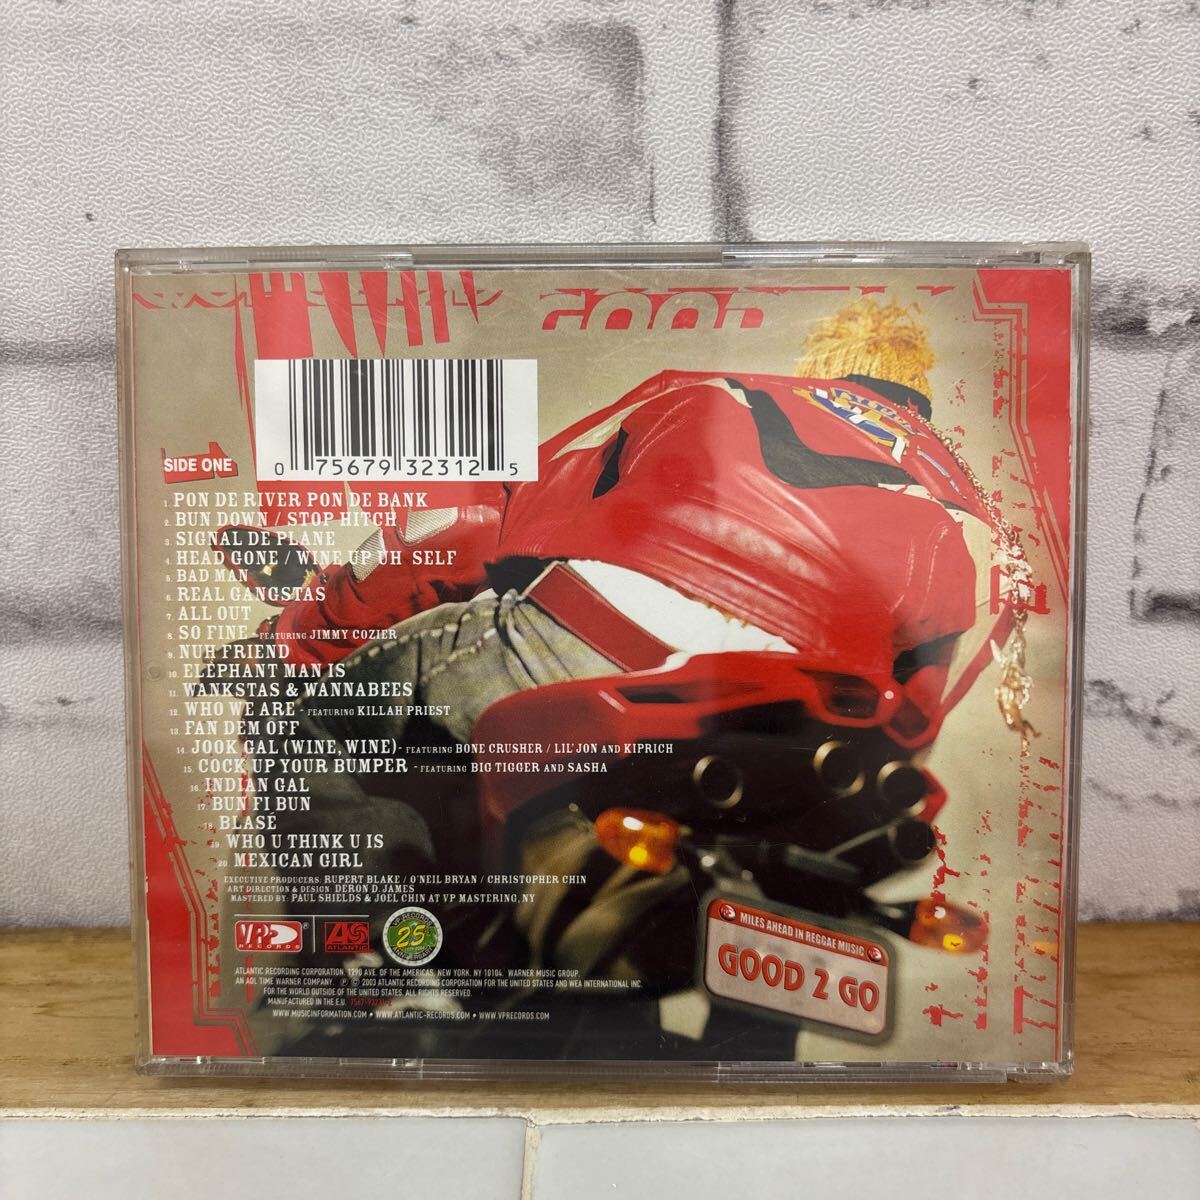 GOOD
0 75679 32312 5
SIDE ONE
1. PON DE RIVER PON DE BANK
2. BUN DOWN / STOP HITCH
3. SIGNAL DE PLANE
4. HEAD GONE / WINE UP UH SELF
5. BAD MAN
6. REAL GANGSTAS
7. ALL OUT
8. SO FINE - FEATURING JIMMY COZIER
9. NUH FRIEND
10. ELEPHANT MAN IS
11. WANKSTAS & WANNABEES
12. WHO WE ARE - FEATURING KILLAH PRIEST
13. FAN DEM OFF
14. JOOK GAL (WINE, WINE) - FEATURING BONE CRUSHER / LIL' JON AND KIPRICH
15. COCK UP YOUR BUMPER - FEATURING BIG TIGGER AND SASHA
16. INDIAN GAL
17. BUN FI BUN
18. BLASÉ
19. WHO U THINK U IS
20. MEXICAN GIRL
EXECUTIVE PRODUCERS: RUPERT BLAKE / O'NEIL BRYAN / CHRISTOPHER CHIN
ART DIRECTION & DESIGN: DERON D. JAMES
MASTERED BY: PAUL SHIELDS & JOEL CHIN AT VP MASTERING, NY
VP RECORDS
ATLANTIC
VP RECORDS
25th
ANNIVERSARY
MILES AHEAD IN REGGAE MUSIC
GOOD 2 GO
ATLANTIC RECORDING CORPORATION, 1290 AVE. OF THE AMERICAS, NEW YORK, NY 10104. WARNER MUSIC GROUP.
AN AOL TIME WARNER COMPANY. ℗ © 2003 ATLANTIC RECORDING CORPORATION FOR THE UNITED STATES AND WEA INTERNATIONAL INC.
FOR THE WORLD OUTSIDE OF THE UNITED STATES. ALL RIGHTS RESERVED.
MANUFACTURED IN THE E.U. 7567-93231-2
WWW.MUSICINFORMATION.COM • WWW.ATLANTIC-RECORDS.COM • WWW.VPRECORDS.COM